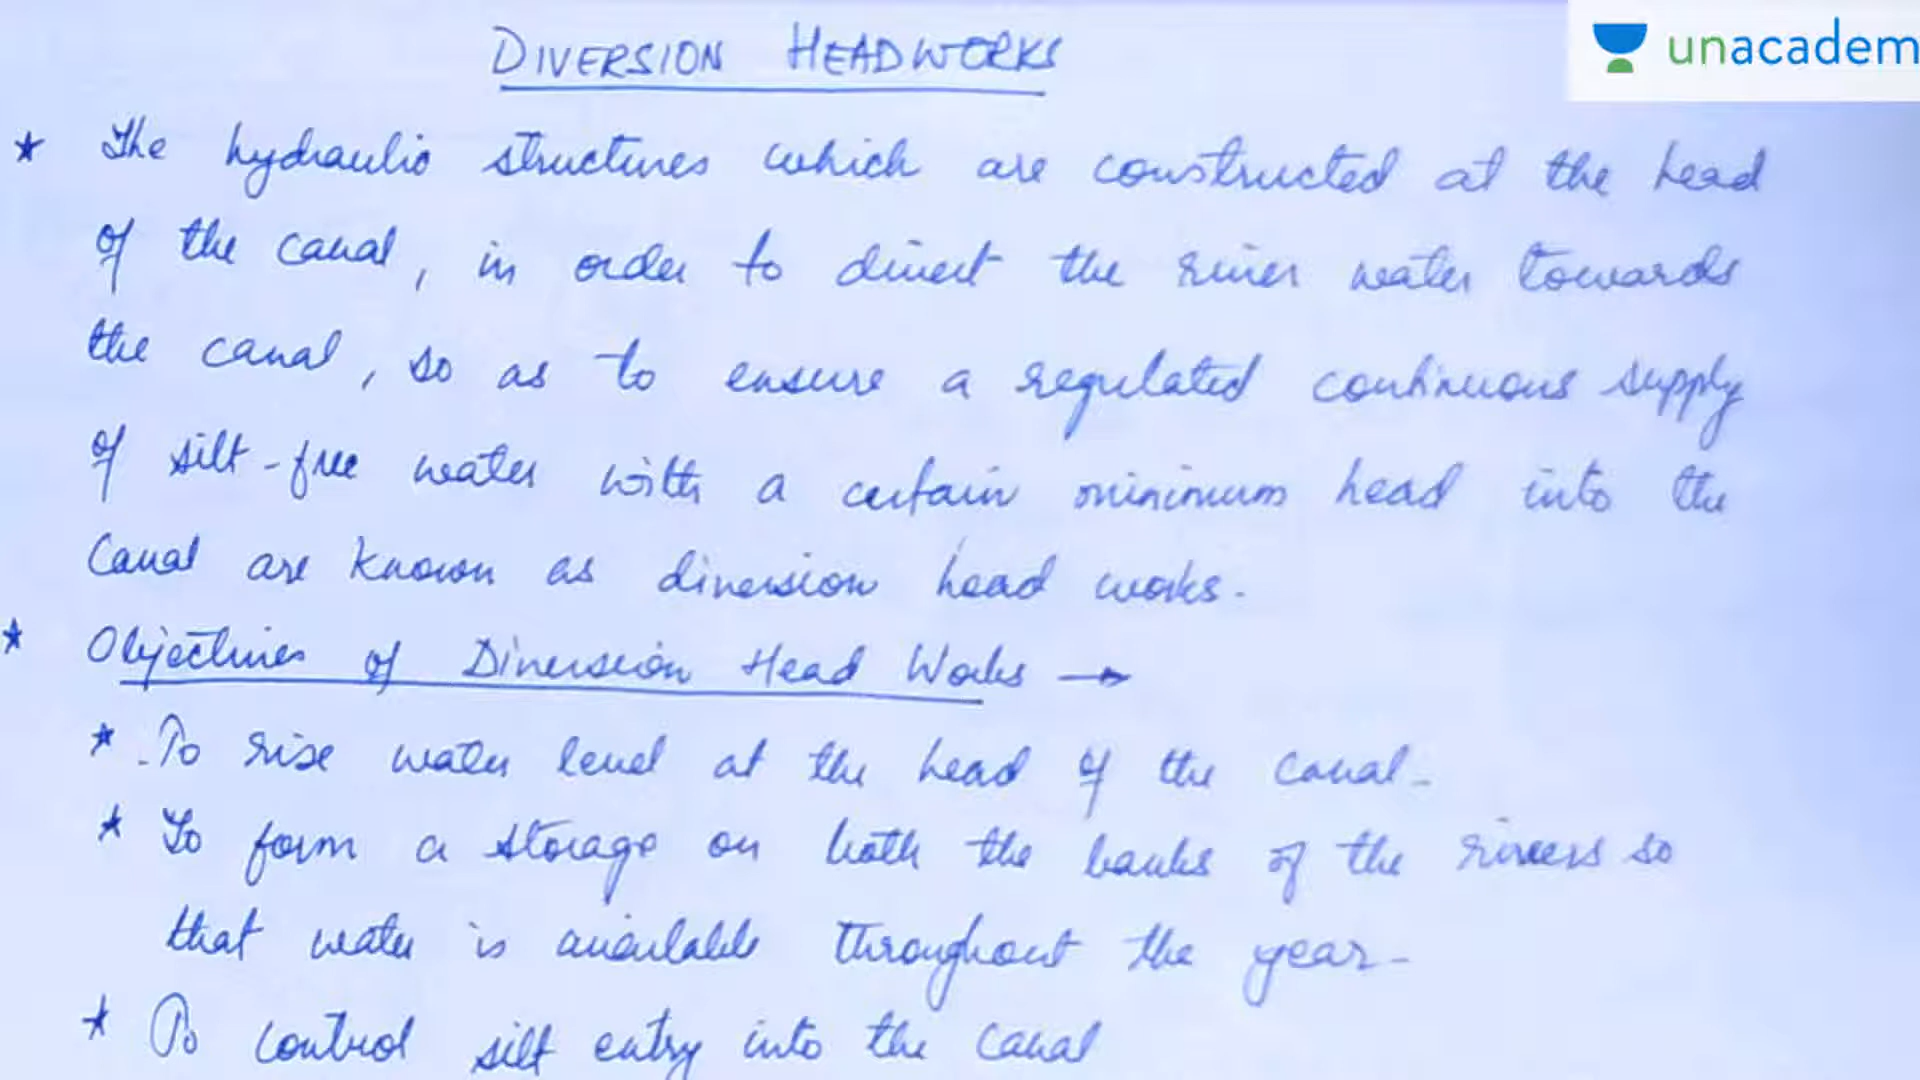 DIVERSION HEADWORKS
unacadem
★ The hydraulic structures which are constructed at the head
of the canal, in order to divert the river water towards
the canal, so as to ensure a regulated continuous supply
of silt-free water with a certain minimum head into the
Canal are known as diversion head works.
★ Objectives of Diversion Head Works →
★ To rise water level at the head of the canal.
★ To form a storage on both the banks of the rivers so
that water is available throughout the year.
★ To control silt entry into the canal